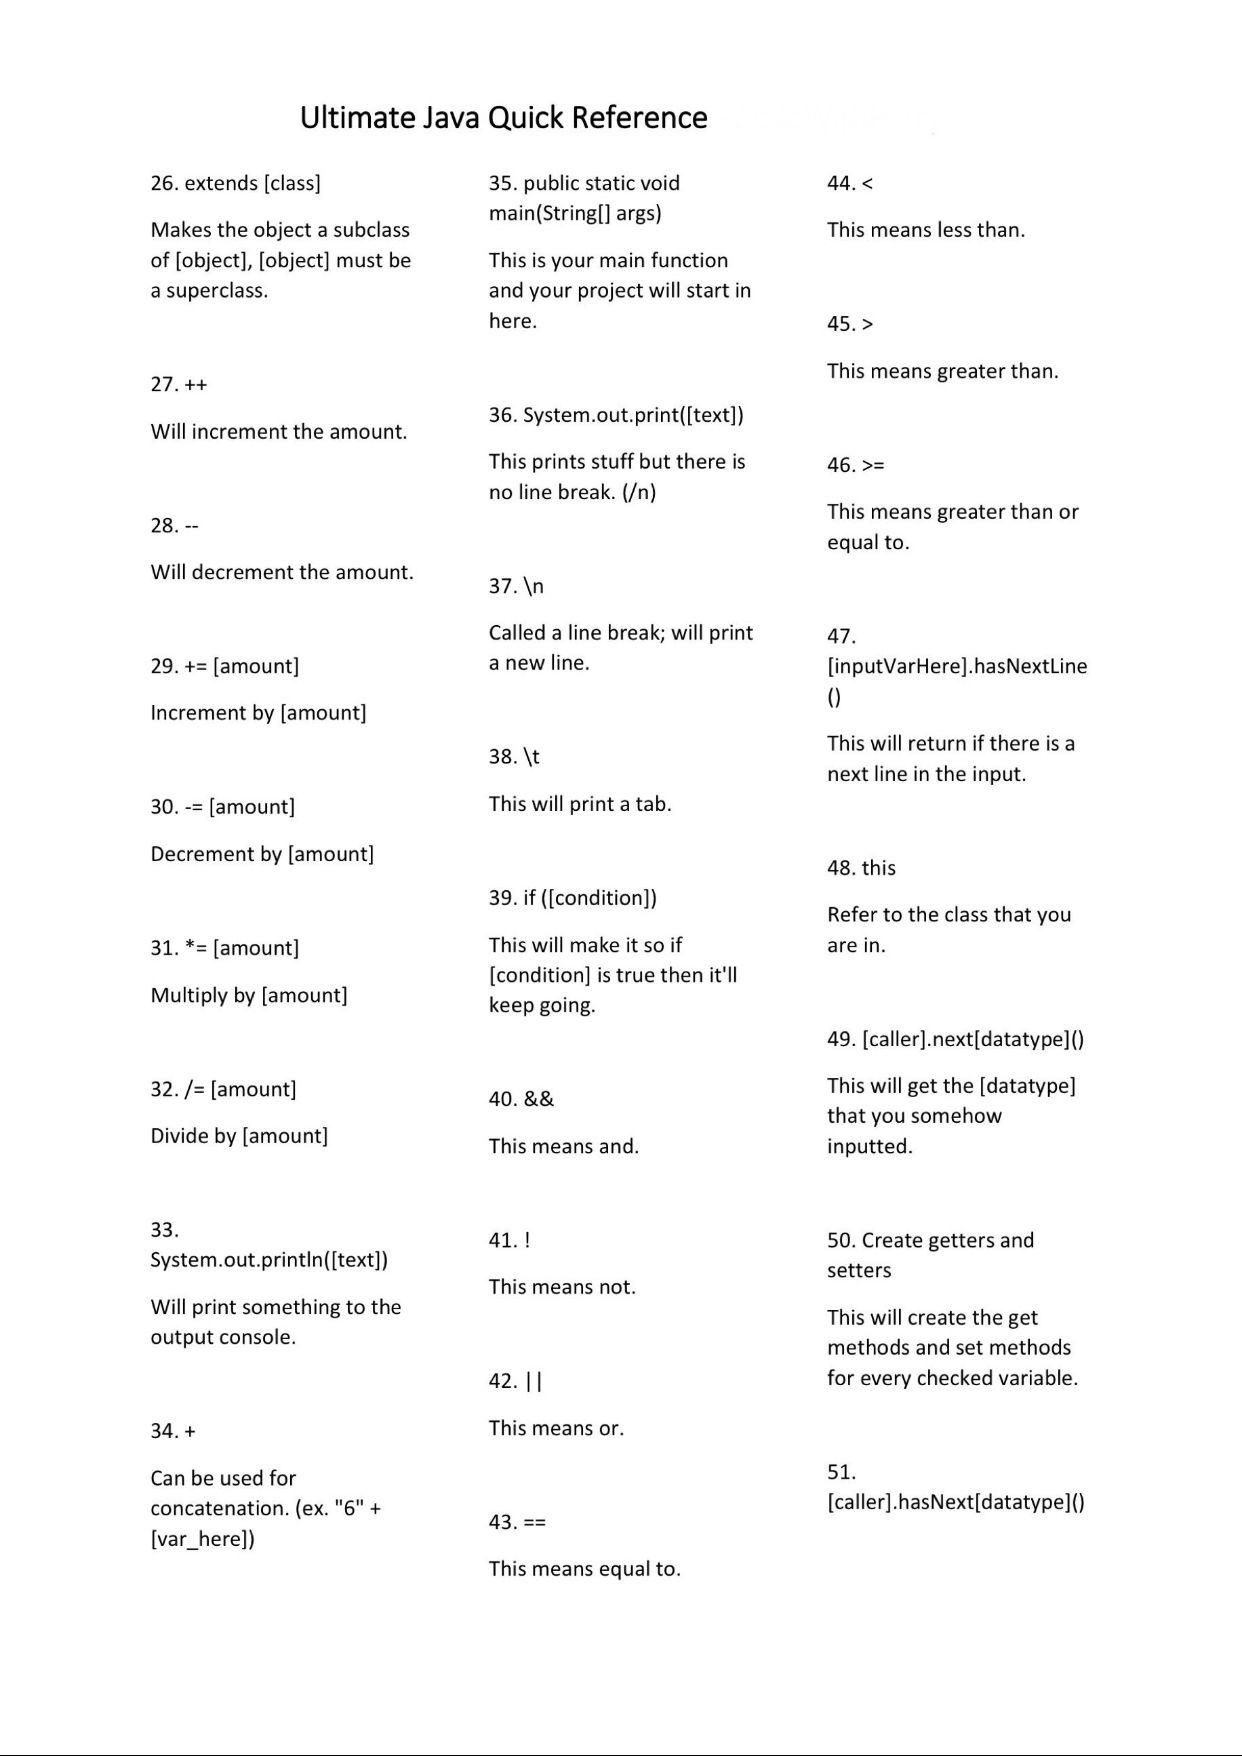 Ultimate Java Quick Reference
26. extends [class]
Makes the object a subclass
of [object], [object] must be
a superclass.
27. ++
Will increment the amount.
28. --
Will decrement the amount.
29. += [amount]
Increment by [amount]
30. -= [amount]
Decrement by [amount]
31. *= [amount]
Multiply by [amount]
32. /= [amount]
Divide by [amount]
33.
System.out.println([text])
Will print something to the
output console.
34. +
Can be used for
concatenation. (ex. "6" +
[var_here])
35. public static void
main(String[] args)
This is your main function
and your project will start in
here.
36. System.out.print([text])
This prints stuff but there is
no line break. (/n)
37. \n
Called a line break; will print
a new line.
38. \t
This will print a tab.
39. if ([condition])
This will make it so if
[condition] is true then it'll
keep going.
40. &&
This means and.
41. !
This means not.
42. ||
This means or.
43. ==
This means equal to.
44. <
This means less than.
45. >
This means greater than.
46. >=
This means greater than or
equal to.
47.
[inputVarHere].hasNextLine
()
This will return if there is a
next line in the input.
48. this
Refer to the class that you
are in.
49. [caller].next[datatype]()
This will get the [datatype]
that you somehow
inputted.
50. Create getters and
setters
This will create the get
methods and set methods
for every checked variable.
51.
[caller].hasNext[datatype]()